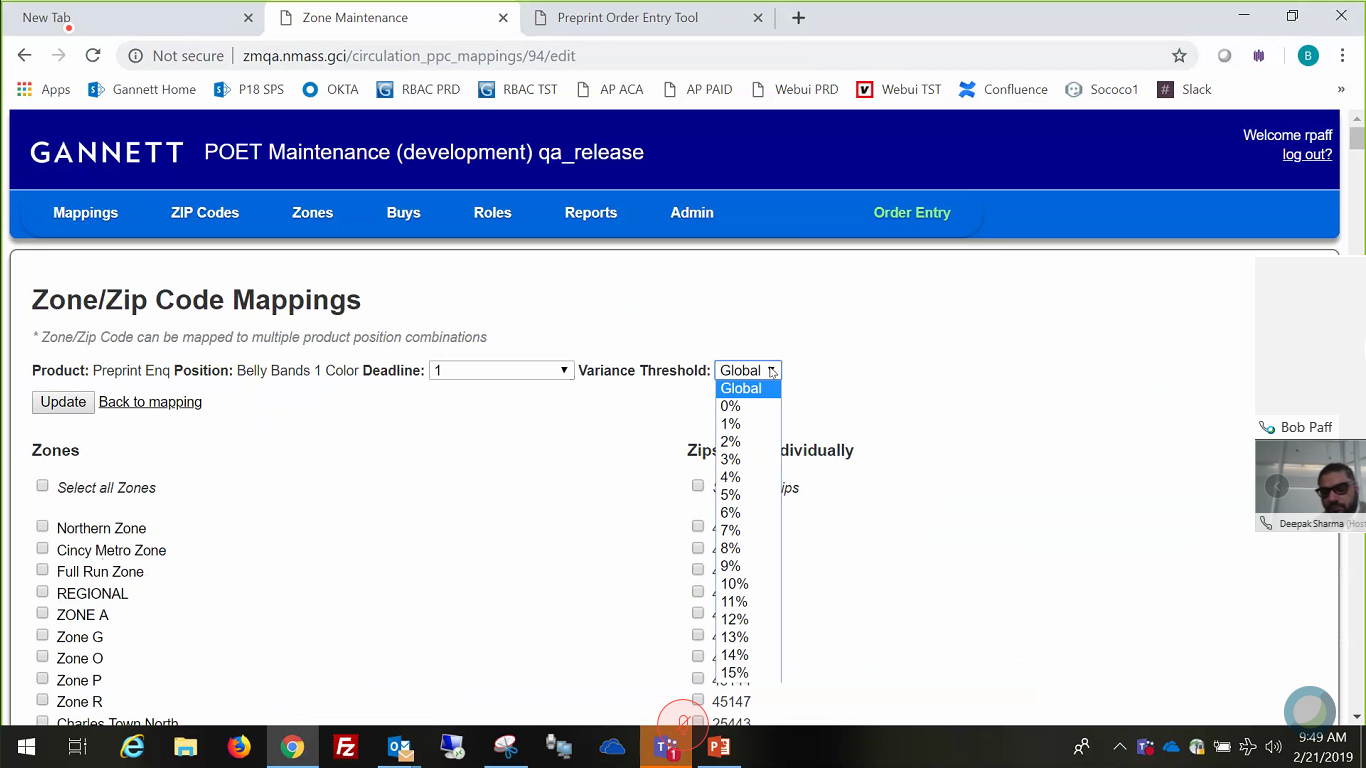 New Tab
Zone Maintenance
Preprint Order Entry Tool
Not secure
zmqa.nmass.gci/circulation_ppc_mappings/94/edit
B
Apps
Gannett Home
P18 SPS
OKTA
RBAC PRD
RBAC TST
AP ACA
AP PAID
Webui PRD
Webui TST
Confluence
Sococo1
Slack
»
GANNETT
POET Maintenance (development) qa_release
Welcome rpaff
log out?
Mappings
ZIP Codes
Zones
Buys
Roles
Reports
Admin
Order Entry
Zone/Zip Code Mappings
* Zone/Zip Code can be mapped to multiple product position combinations
Product: Preprint Enq Position: Belly Bands 1 Color Deadline: 1 Variance Threshold: Global
Global
0%
1%
2%
3%
4%
5%
6%
7%
8%
9%
10%
11%
12%
13%
14%
15%
Update
Back to mapping
Zones
Select all Zones
Northern Zone
Cincy Metro Zone
Full Run Zone
REGIONAL
ZONE A
Zone G
Zone O
Zone P
Zone R
Charles Town North
45147
25443
Bob Paff
Deepak Sharma
1
9:49 AM
2/21/2019